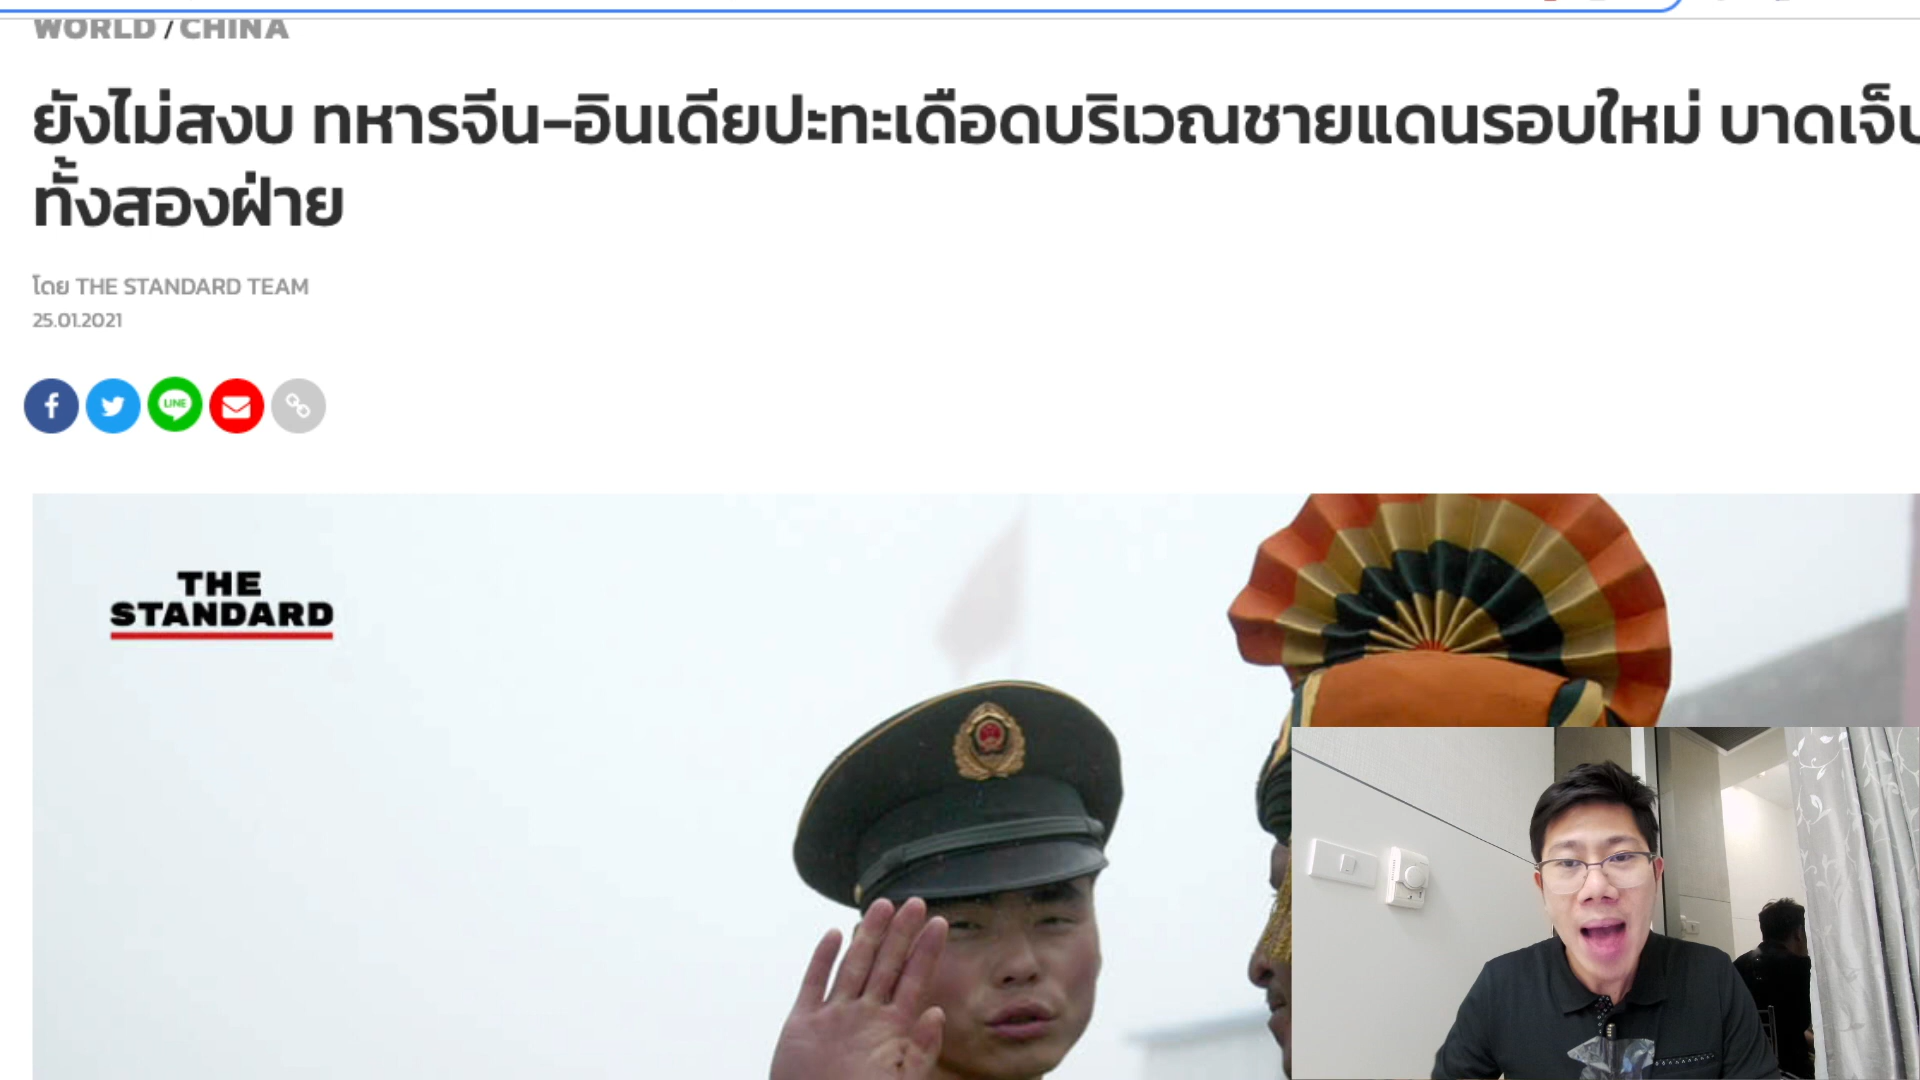 WORLD / CHINA
ยังไม่สงบ ทหารจีน–อินเดียปะทะเดือดบริเวณชายแดนรอบใหม่ บาดเจ็บ
ทั้งสองฝ่าย
โดย THE STANDARD TEAM
25.01.2021
LINE
THE
STANDARD